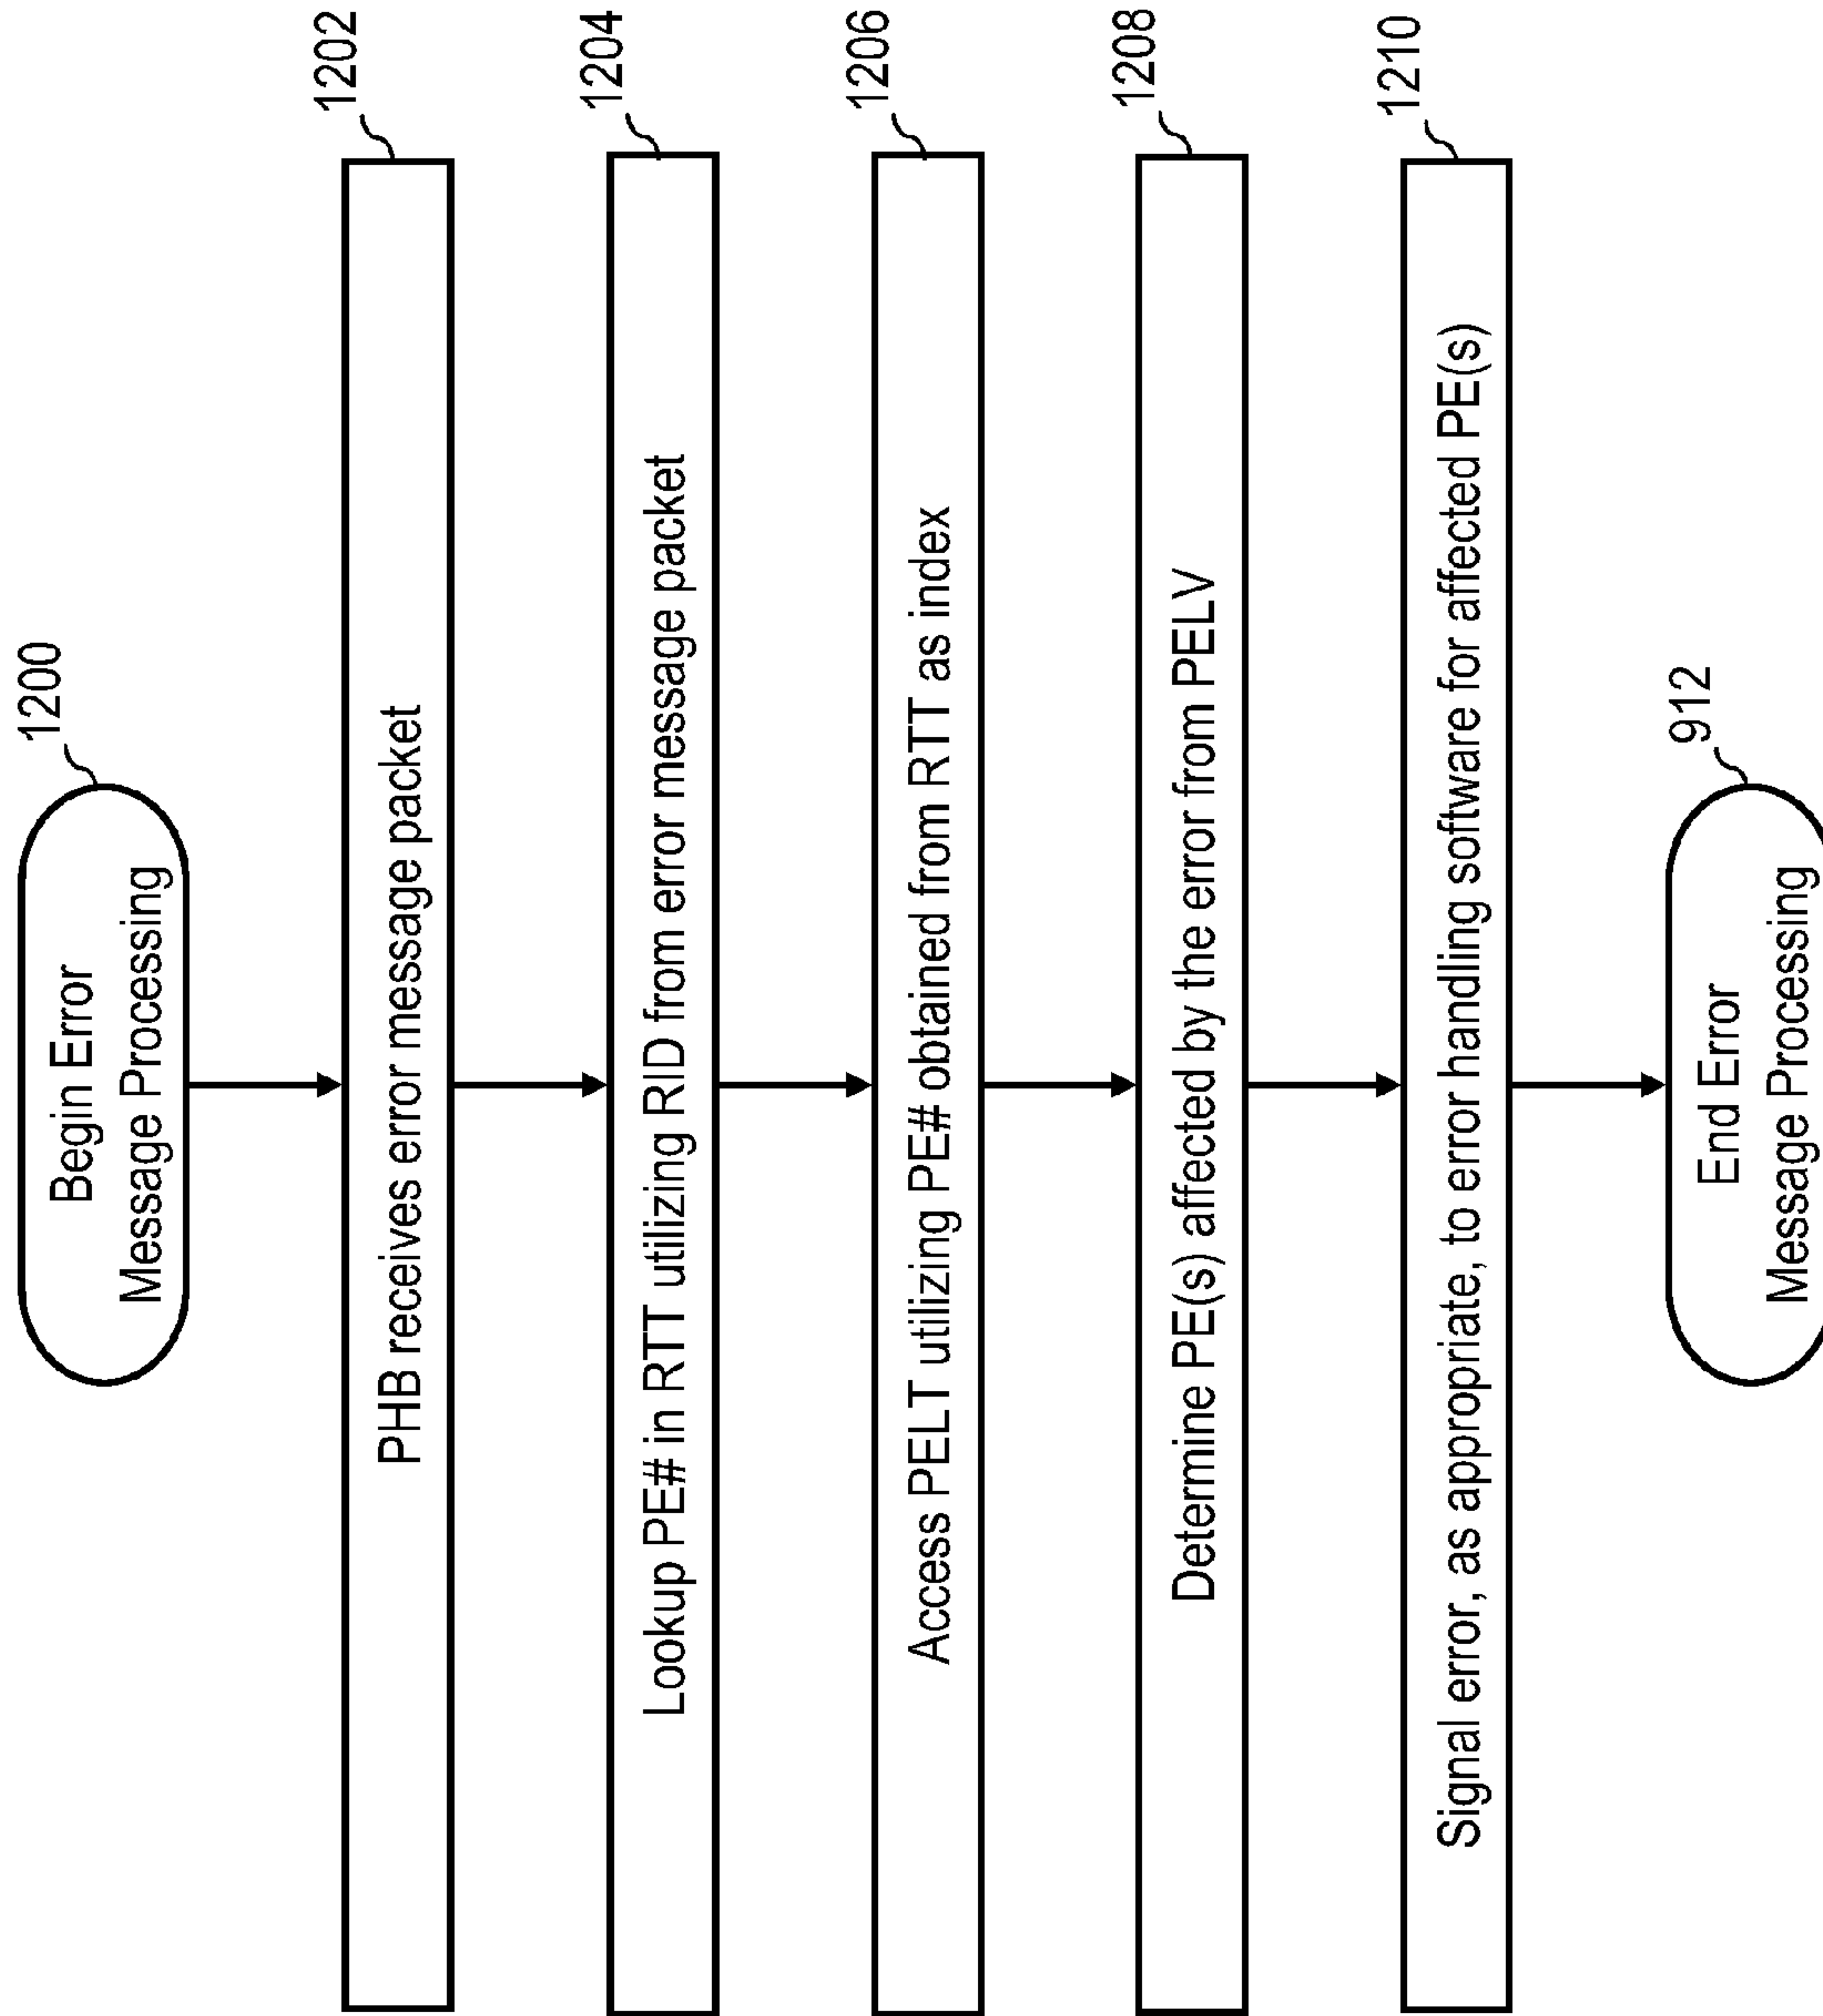 1200
Begin Error
Message Processing
1202
PHB receives error message packet
1204
Lookup PE# in RTT utilizing RID from error message packet
1206
Access PELT utilizing PE# obtained from RTT as index
1208
Determine PE(s) affected by the error from PELV
1210
Signal error, as appropriate, to error handling software for affected PE(s)
912
End Error
Message Processing